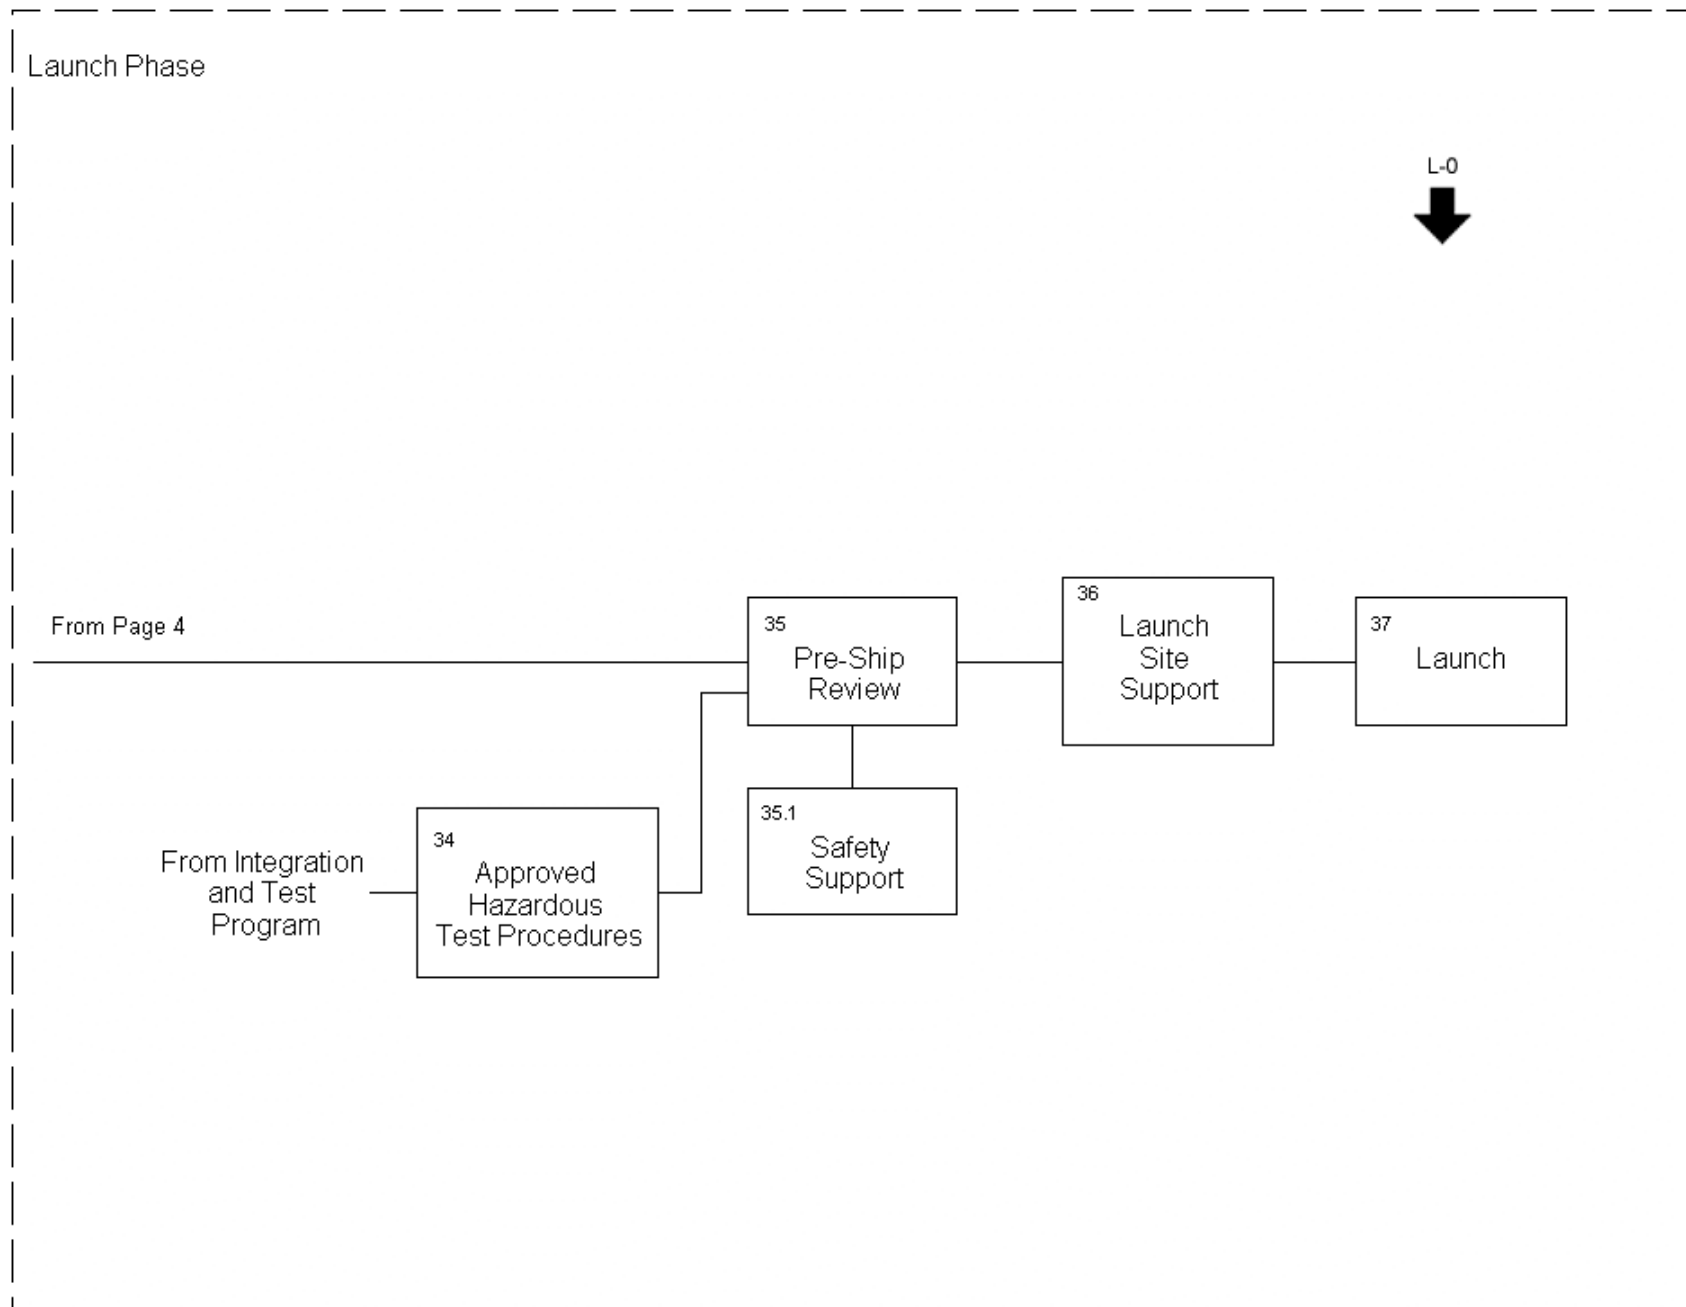 Launch Phase
L-0
From Page 4
35
Pre-Ship
Review
36
Launch
Site
Support
37
Launch
35.1
Safety
Support
From Integration
and Test
Program
34
Approved
Hazardous
Test Procedures